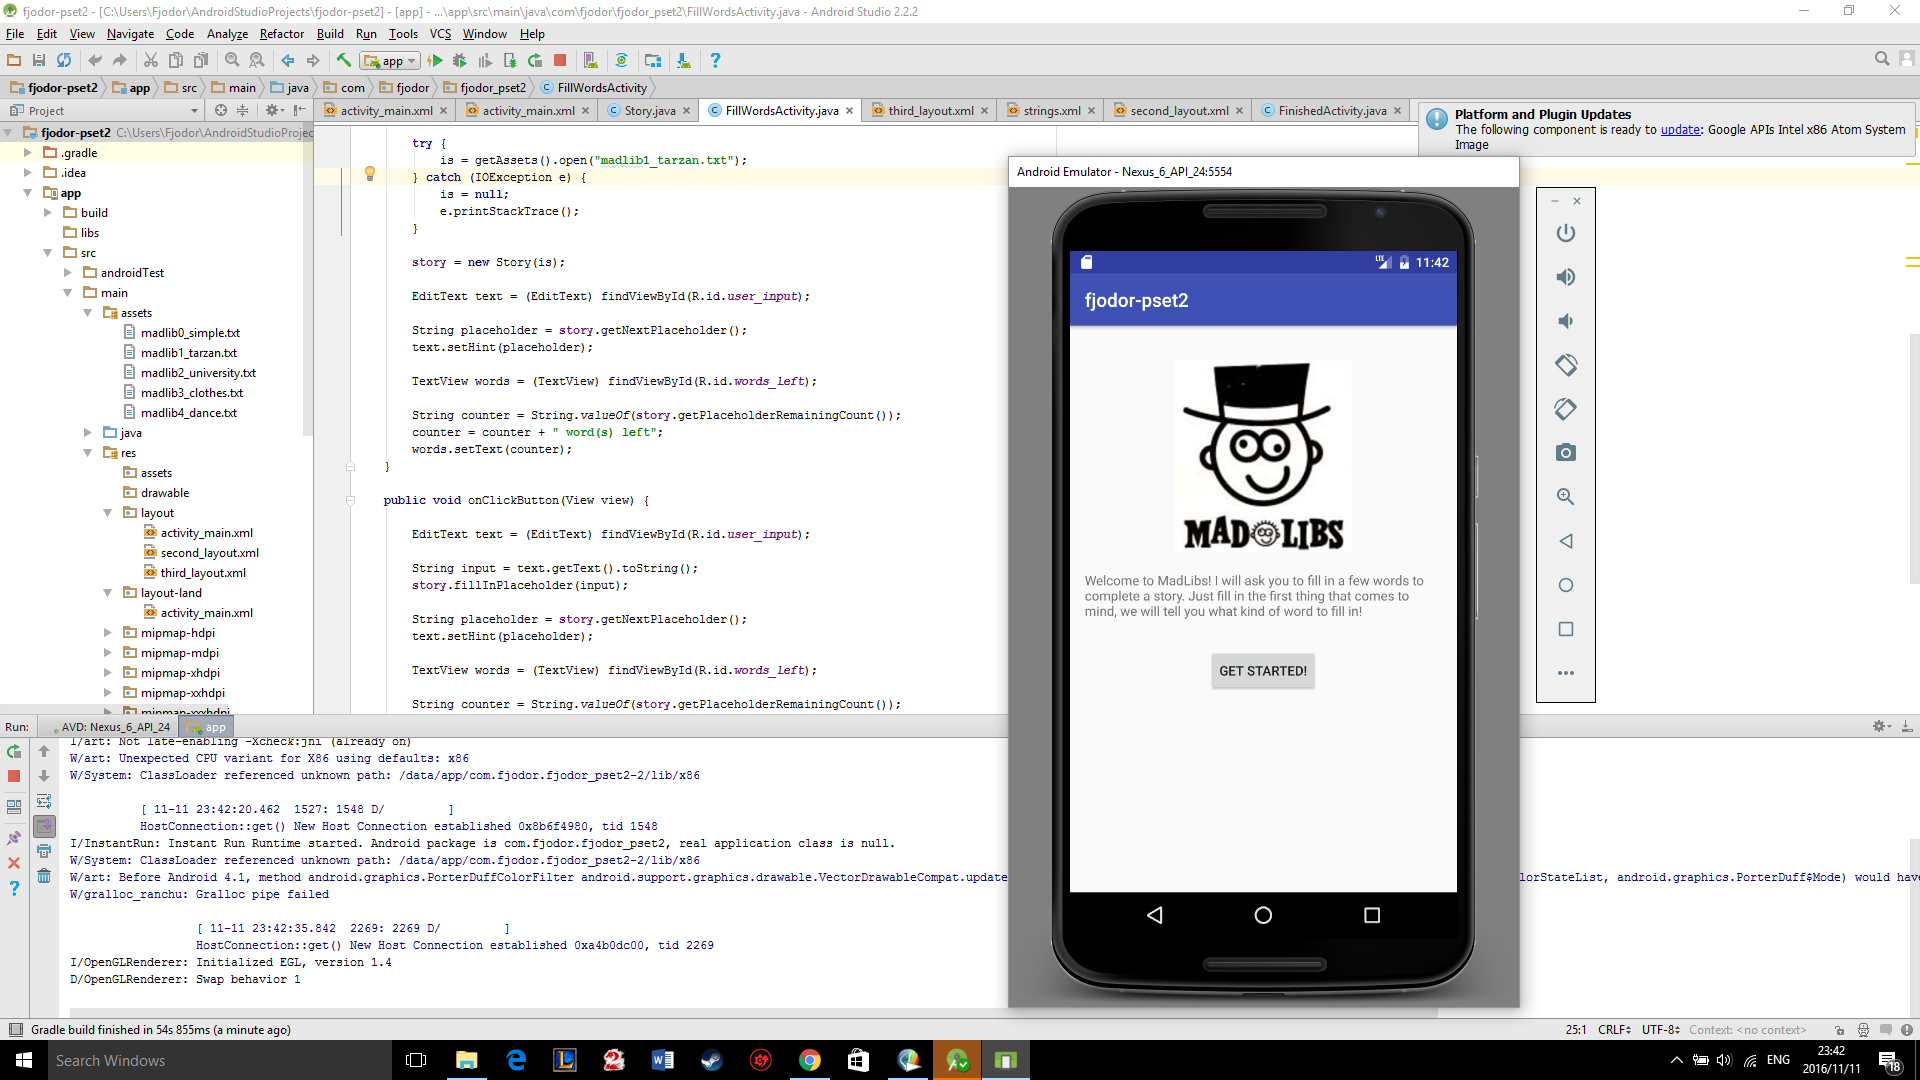 fjodor-pset2 - [C:\Users\Fjodor\AndroidStudioProjects\fjodor-pset2] - [app] - ...\app\src\main\java\com\fjodor\fjodor_pset2\FillWordsActivity.java - Android Studio 2.2.2
File Edit View Navigate Code Analyze Refactor Build Run Tools VCS Window Help
app
fjodor-pset2 app src main java com fjodor fjodor_pset2 FillWordsActivity
Project
activity_main.xml activity_main.xml Story.java FillWordsActivity.java third_layout.xml strings.xml second_layout.xml FinishedActivity.java
Platform and Plugin Updates
The following component is ready to update: Google APIs Intel x86 Atom System
Image
fjodor-pset2 C:\Users\Fjodor\AndroidStudioProjec
.gradle
.idea
app
build
libs
src
androidTest
main
assets
madlib0_simple.txt
madlib1_tarzan.txt
madlib2_university.txt
madlib3_clothes.txt
madlib4_dance.txt
java
res
assets
drawable
layout
activity_main.xml
second_layout.xml
third_layout.xml
layout-land
activity_main.xml
mipmap-hdpi
mipmap-mdpi
mipmap-xhdpi
mipmap-xxhdpi
mipmap-xxxhdpi
try {
is = getAssets().open("madlib1_tarzan.txt");
} catch (IOException e) {
is = null;
e.printStackTrace();
}
story = new Story(is);
EditText text = (EditText) findViewById(R.id.user_input);
String placeholder = story.getNextPlaceholder();
text.setHint(placeholder);
TextView words = (TextView) findViewById(R.id.words_left);
String counter = String.valueOf(story.getPlaceholderRemainingCount());
counter = counter + " word(s) left";
words.setText(counter);
}
public void onClickButton(View view) {
EditText text = (EditText) findViewById(R.id.user_input);
String input = text.getText().toString();
story.fillInPlaceholder(input);
String placeholder = story.getNextPlaceholder();
text.setHint(placeholder);
TextView words = (TextView) findViewById(R.id.words_left);
String counter = String.valueOf(story.getPlaceholderRemainingCount());
Android Emulator - Nexus_6_API_24:5554
LTE 11:42
fjodor-pset2
MAD LIBS
Welcome to MadLibs! I will ask you to fill in a few words to
complete a story. Just fill in the first thing that comes to
mind, we will tell you what kind of word to fill in!
GET STARTED!
Run: AVD: Nexus_6_API_24 app
I/art: Not late-enabling -Xcheck:jni (already on)
W/art: Unexpected CPU variant for X86 using defaults: x86
W/System: ClassLoader referenced unknown path: /data/app/com.fjodor.fjodor_pset2-2/lib/x86
[ 11-11 23:42:20.462 1527: 1548 D/ ]
HostConnection::get() New Host Connection established 0x8b6f4980, tid 1548
I/InstantRun: Instant Run Runtime started. Android package is com.fjodor.fjodor_pset2, real application class is null.
W/System: ClassLoader referenced unknown path: /data/app/com.fjodor.fjodor_pset2-2/lib/x86
W/art: Before Android 4.1, method android.graphics.PorterDuffColorFilter android.support.graphics.drawable.VectorDrawableCompat.update lorStateList, android.graphics.PorterDuff$Mode) would hav
W/gralloc_ranchu: Gralloc pipe failed
[ 11-11 23:42:35.842 2269: 2269 D/ ]
HostConnection::get() New Host Connection established 0xa4b0dc00, tid 2269
I/OpenGLRenderer: Initialized EGL, version 1.4
D/OpenGLRenderer: Swap behavior 1
Gradle build finished in 54s 855ms (a minute ago) 25:1 CRLF UTF-8 Context: <no context>
Search Windows
ENG
23:42
2016/11/11
18